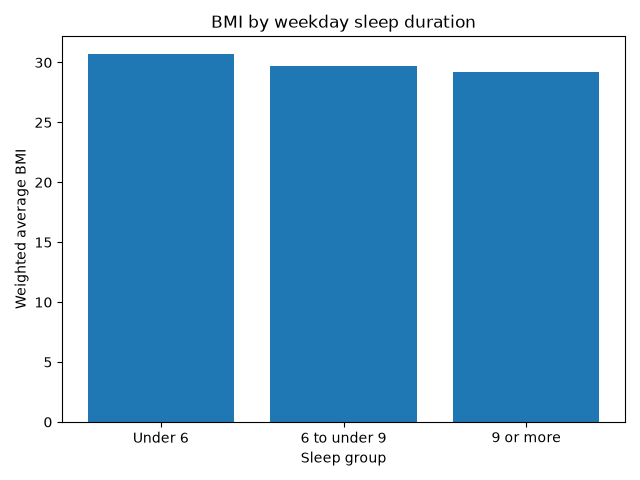 BMI by weekday sleep duration
Weighted average BMI
30
25
20
15
10
5
0
Under 6
6 to under 9
9 or more
Sleep group